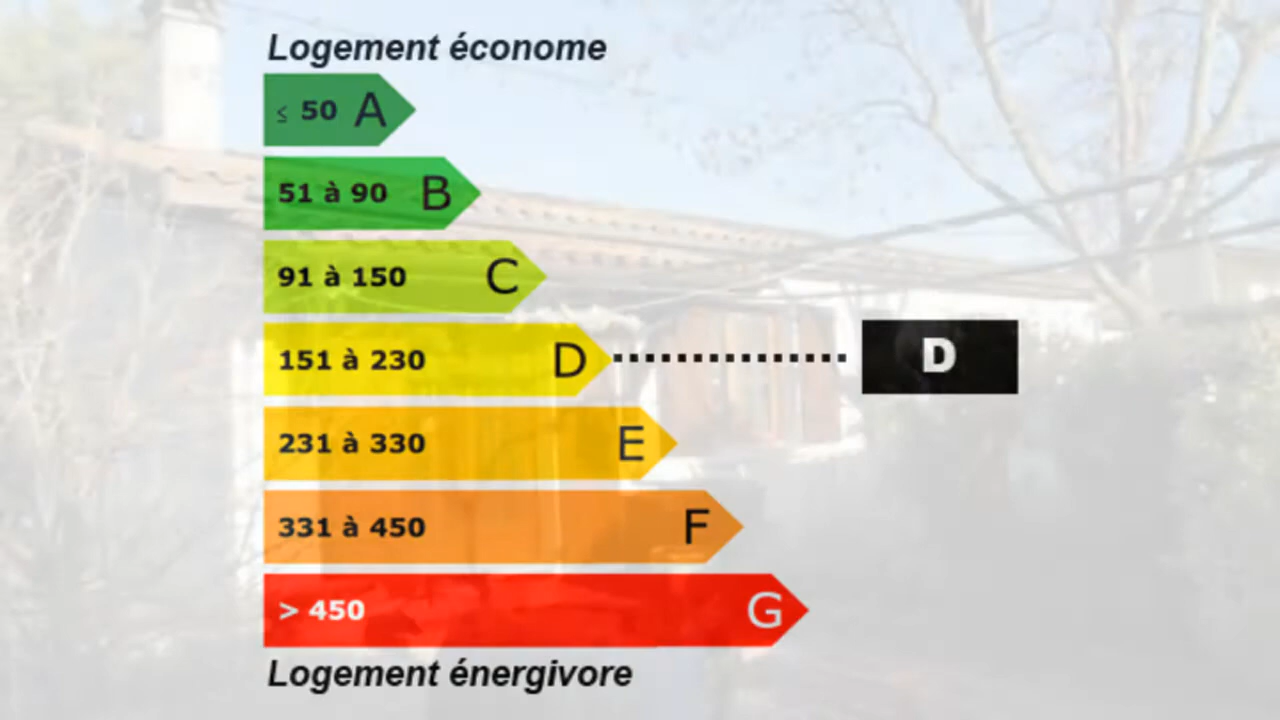 Logement économe
≤ 50 A
51 à 90 B
91 à 150 C
151 à 230 D D
231 à 330 E
331 à 450 F
> 450 G
Logement énergivore